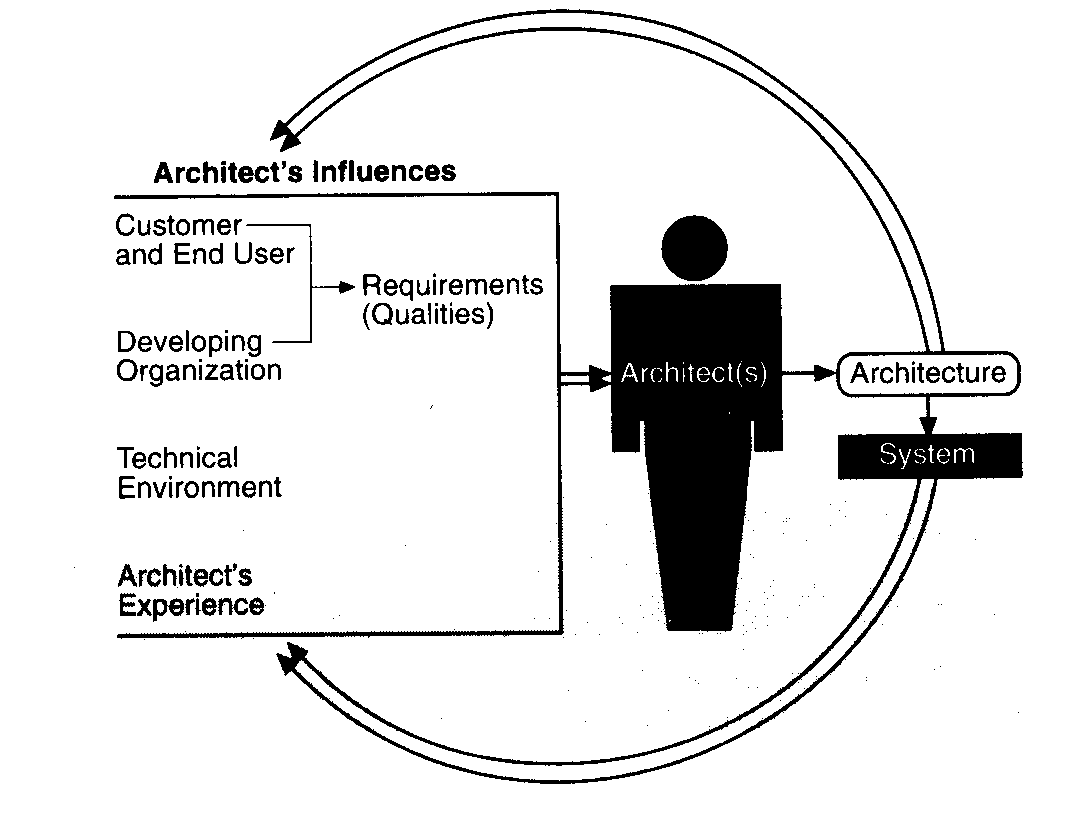 Architect's Influences
Customer
and End User
Requirements
(Qualities)
Developing
Organization
Technical
Environment
Architect's
Experience
Architect(s)
Architecture
System